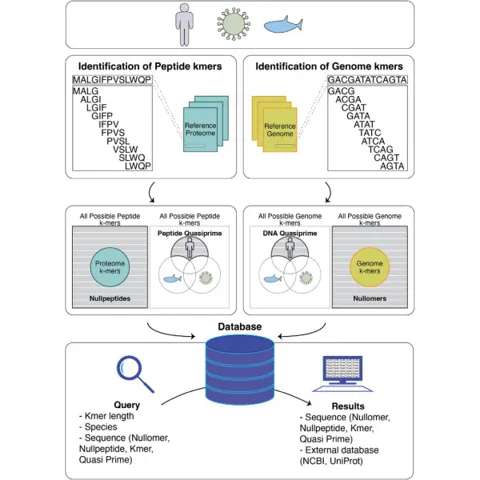 Identification of Peptide kmers
MALGIFPVSLWQP
MALG
ALGI
LGIF
GIFP
IFPV
FPVS
PVSL
VSLW
SLWQ
LWQP
Reference
Proteome
Identification of Genome kmers
GACGATATCAGTA
GACG
ACGA
CGAT
GATA
ATAT
TATC
ATCA
TCAG
CAGT
AGTA
Reference
Genome
All Possible Peptide
k-mers
Proteome
k-mers
Nullpeptides
All Possible Peptide
k-mers
Peptide Quasiprime
All Possible Genome
k-mers
DNA Quasiprime
All Possible Genome
k-mers
Genome
k-mers
Nullomers
Database
Query
- Kmer length
- Species
- Sequence (Nullomer,
Nullpeptide, Kmer,
Quasi Prime)
Results
- Sequence (Nullomer,
Nullpeptide, Kmer,
Quasi Prime)
- External database
(NCBI, UniProt)